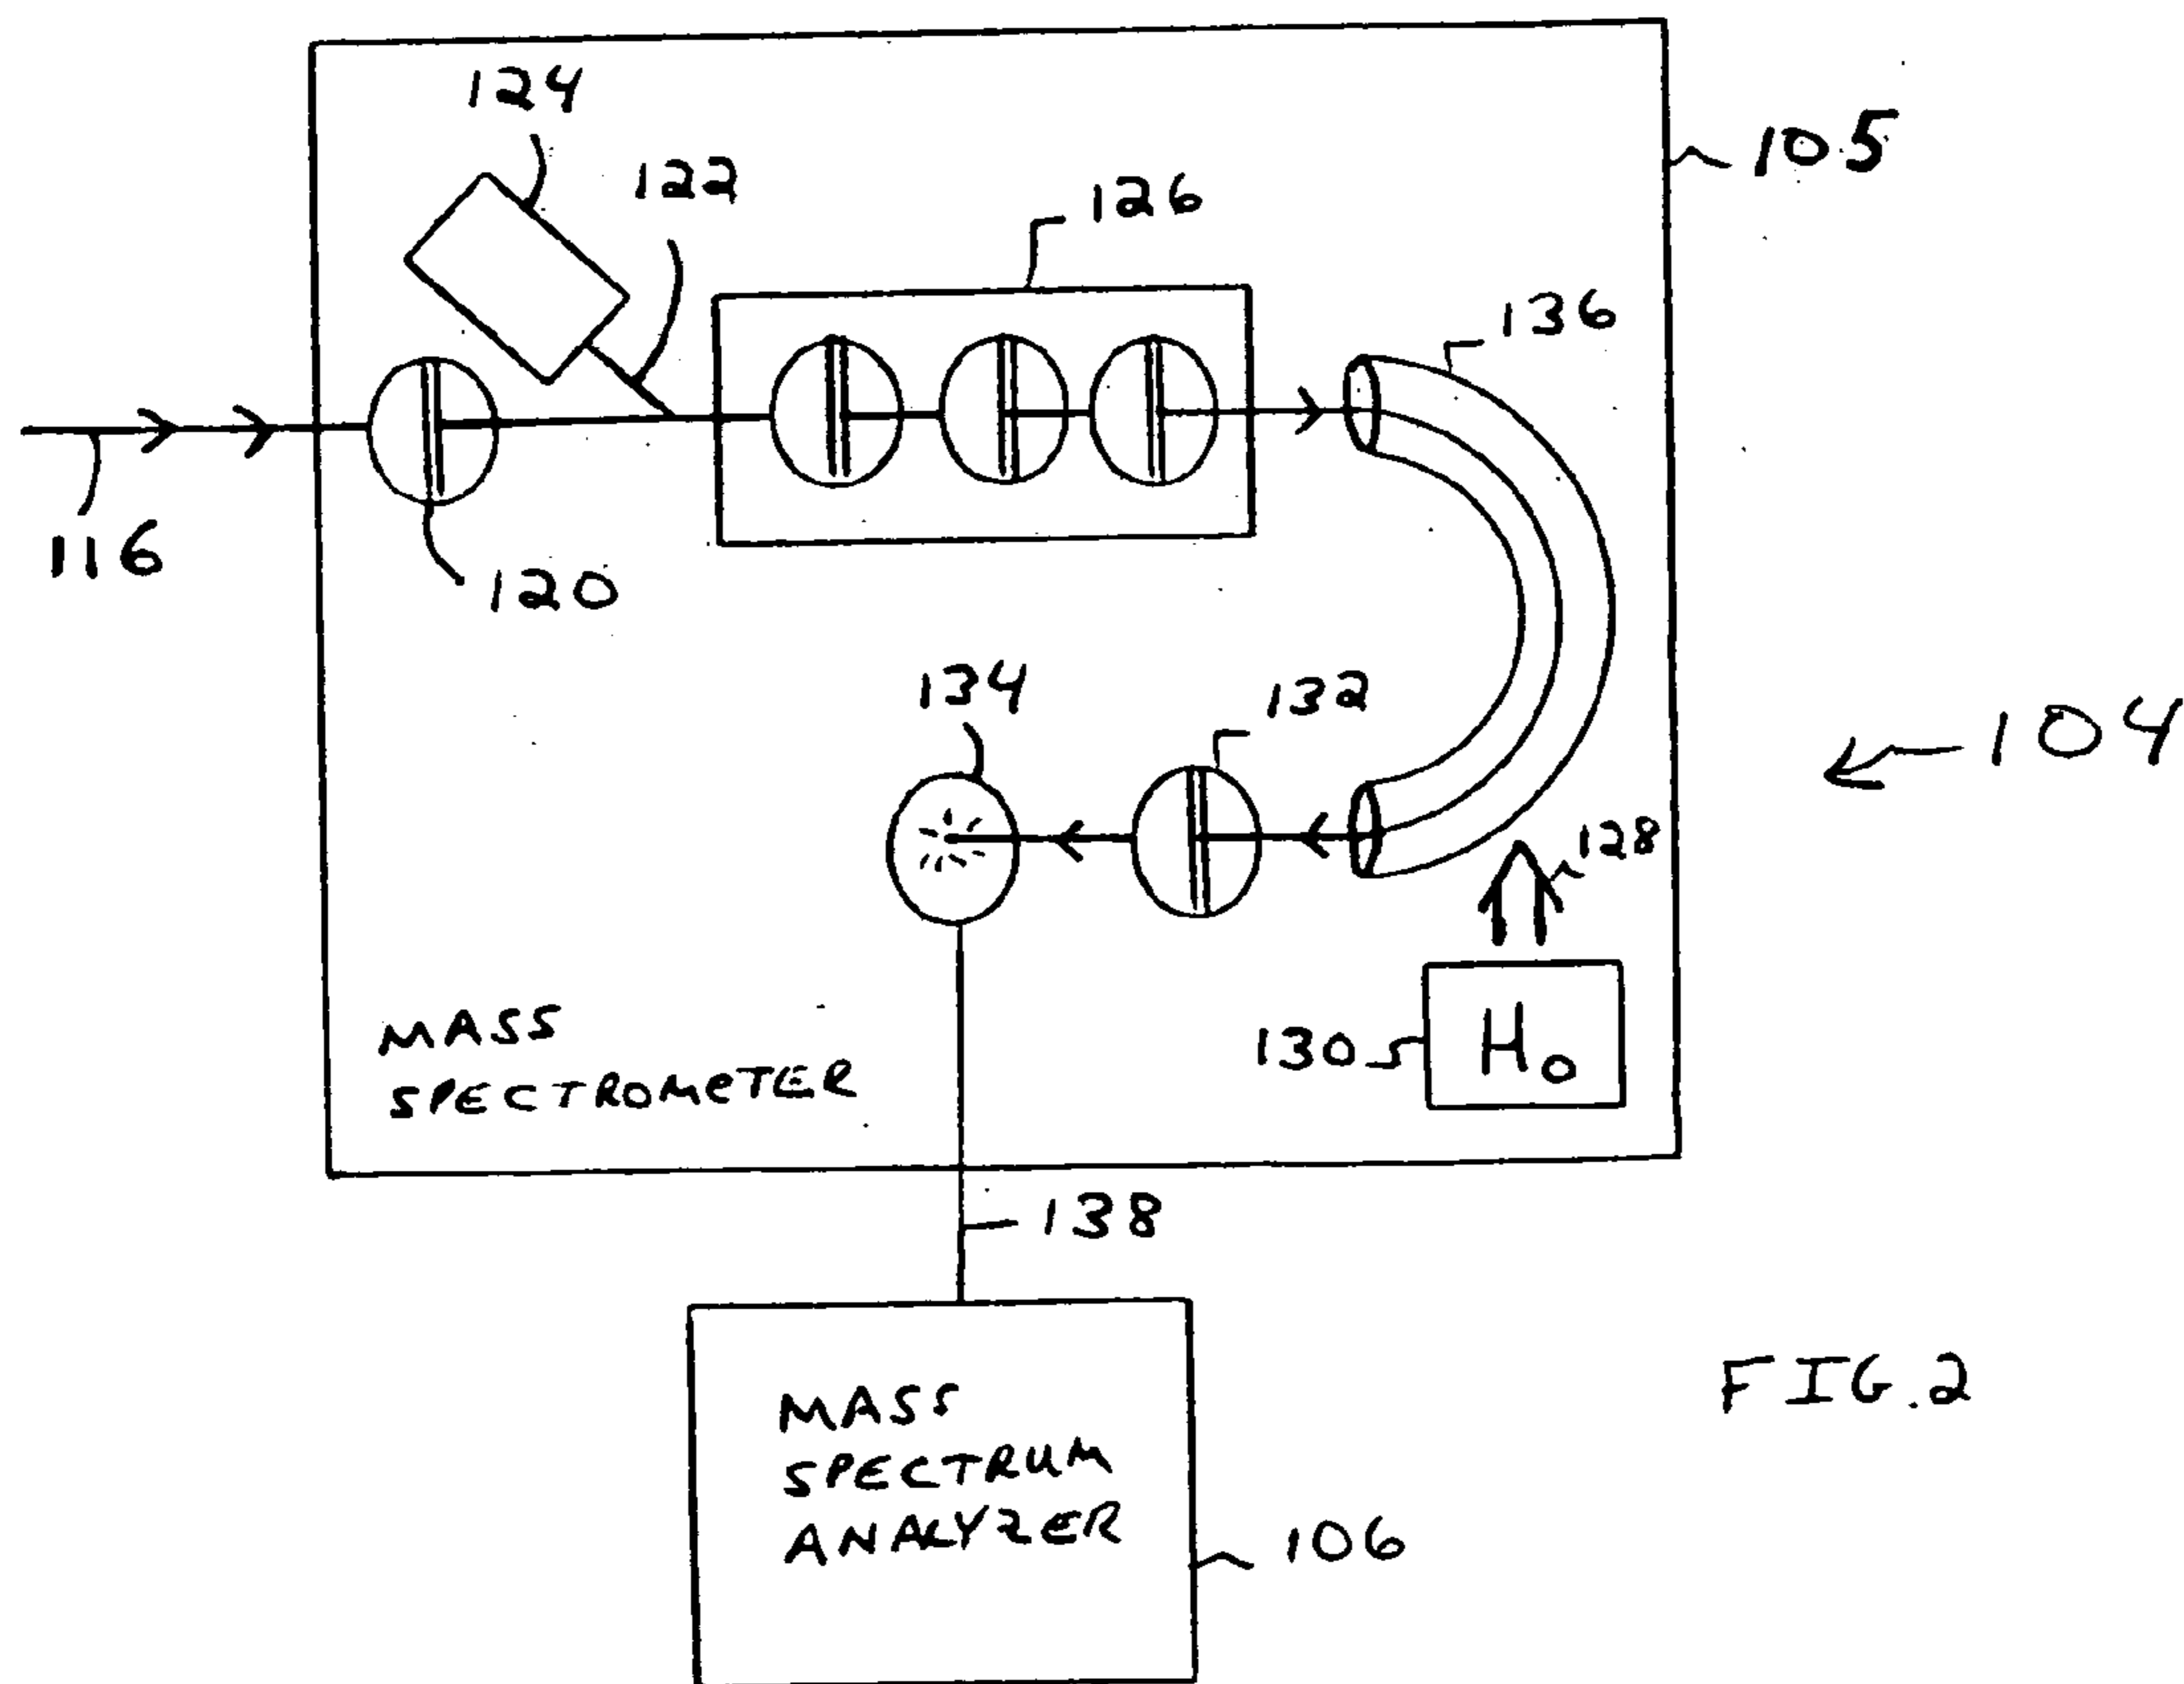 124
122
126
105
136
116
120
134
132
104
128
MASS
SPECTROMETER
130
H₀
138
MASS
SPECTRUM
ANALYZER
106
FIG.2